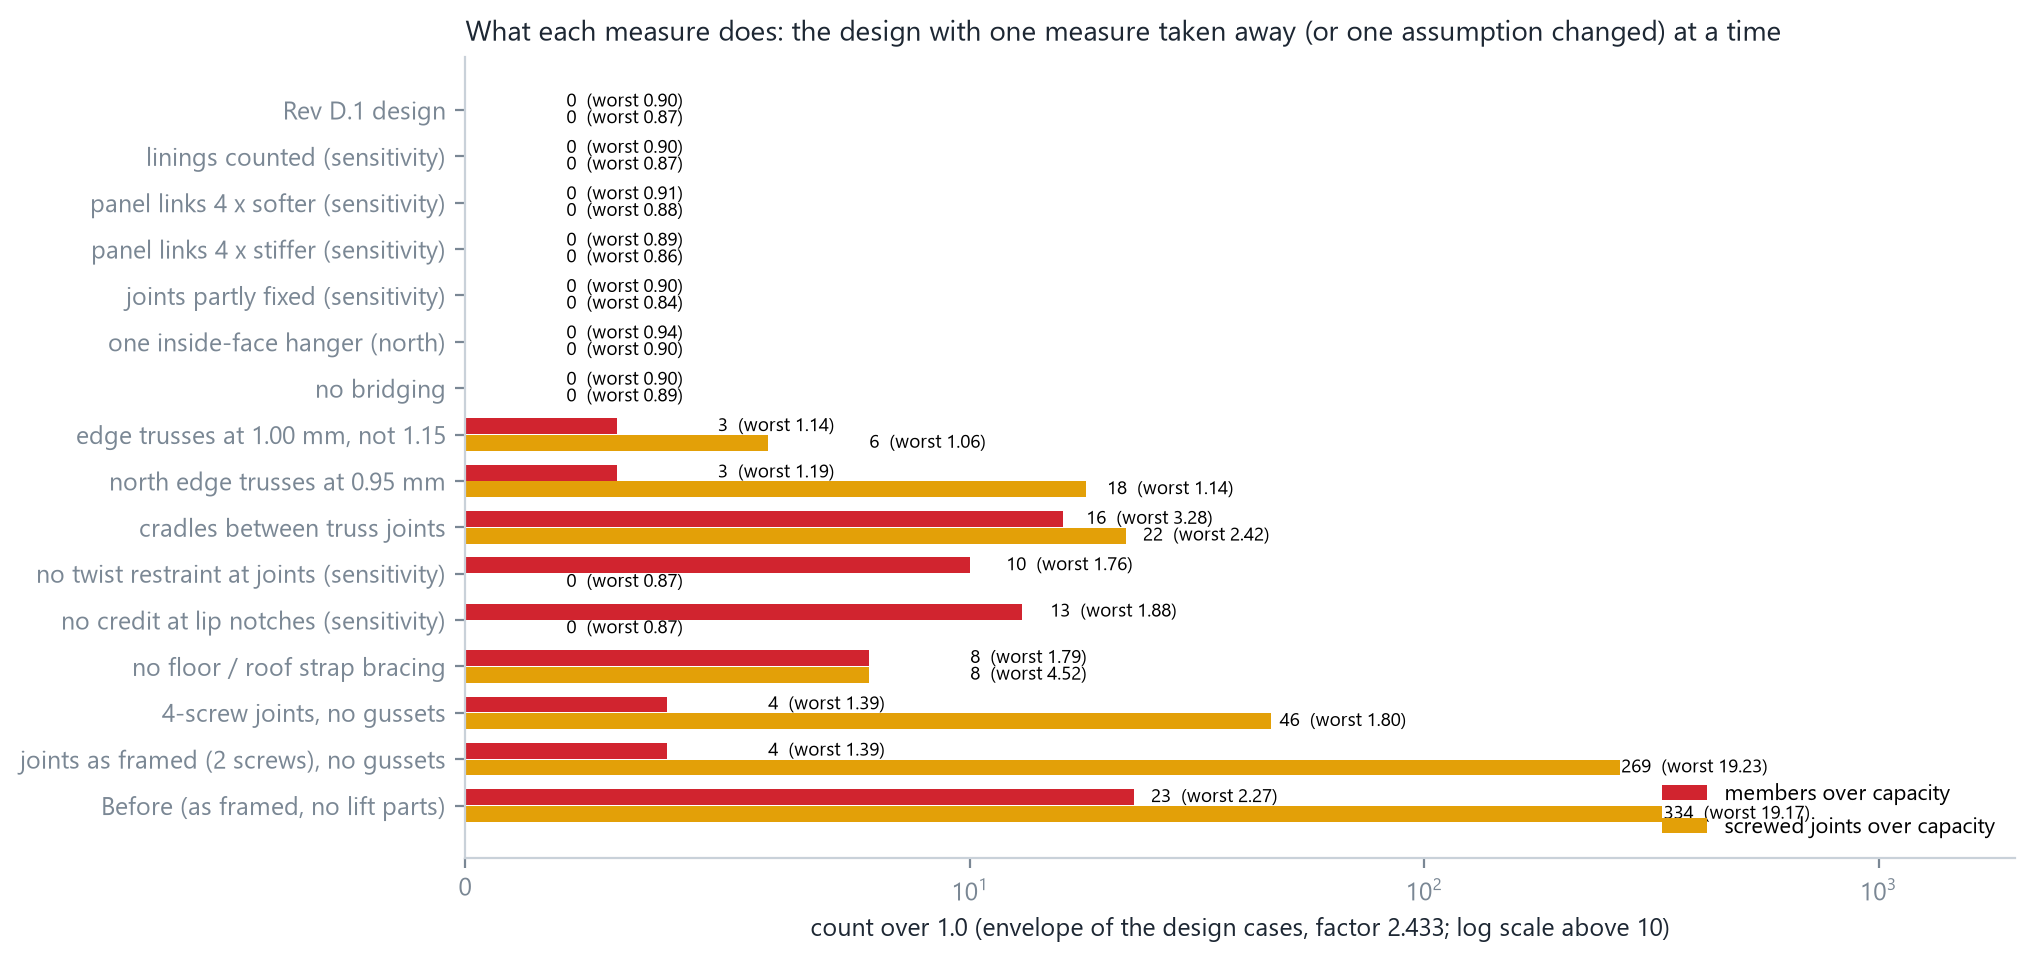 What each measure does: the design with one measure taken away (or one assumption changed) at a time
Rev D.1 design
0 (worst 0.90)
0 (worst 0.87)
linings counted (sensitivity)
0 (worst 0.90)
0 (worst 0.87)
panel links 4 x softer (sensitivity)
0 (worst 0.91)
0 (worst 0.88)
panel links 4 x stiffer (sensitivity)
0 (worst 0.89)
0 (worst 0.86)
joints partly fixed (sensitivity)
0 (worst 0.90)
0 (worst 0.84)
one inside-face hanger (north)
0 (worst 0.94)
0 (worst 0.90)
no bridging
0 (worst 0.90)
0 (worst 0.89)
edge trusses at 1.00 mm, not 1.15
3 (worst 1.14)
6 (worst 1.06)
north edge trusses at 0.95 mm
3 (worst 1.19)
18 (worst 1.14)
cradles between truss joints
16 (worst 3.28)
22 (worst 2.42)
no twist restraint at joints (sensitivity)
10 (worst 1.76)
0 (worst 0.87)
no credit at lip notches (sensitivity)
13 (worst 1.88)
0 (worst 0.87)
no floor / roof strap bracing
8 (worst 1.79)
8 (worst 4.52)
4-screw joints, no gussets
4 (worst 1.39)
46 (worst 1.80)
joints as framed (2 screws), no gussets
4 (worst 1.39)
269 (worst 19.23)
Before (as framed, no lift parts)
23 (worst 2.27)
334 (worst 19.17)
members over capacity
screwed joints over capacity
0
10¹
10²
10³
count over 1.0 (envelope of the design cases, factor 2.433; log scale above 10)